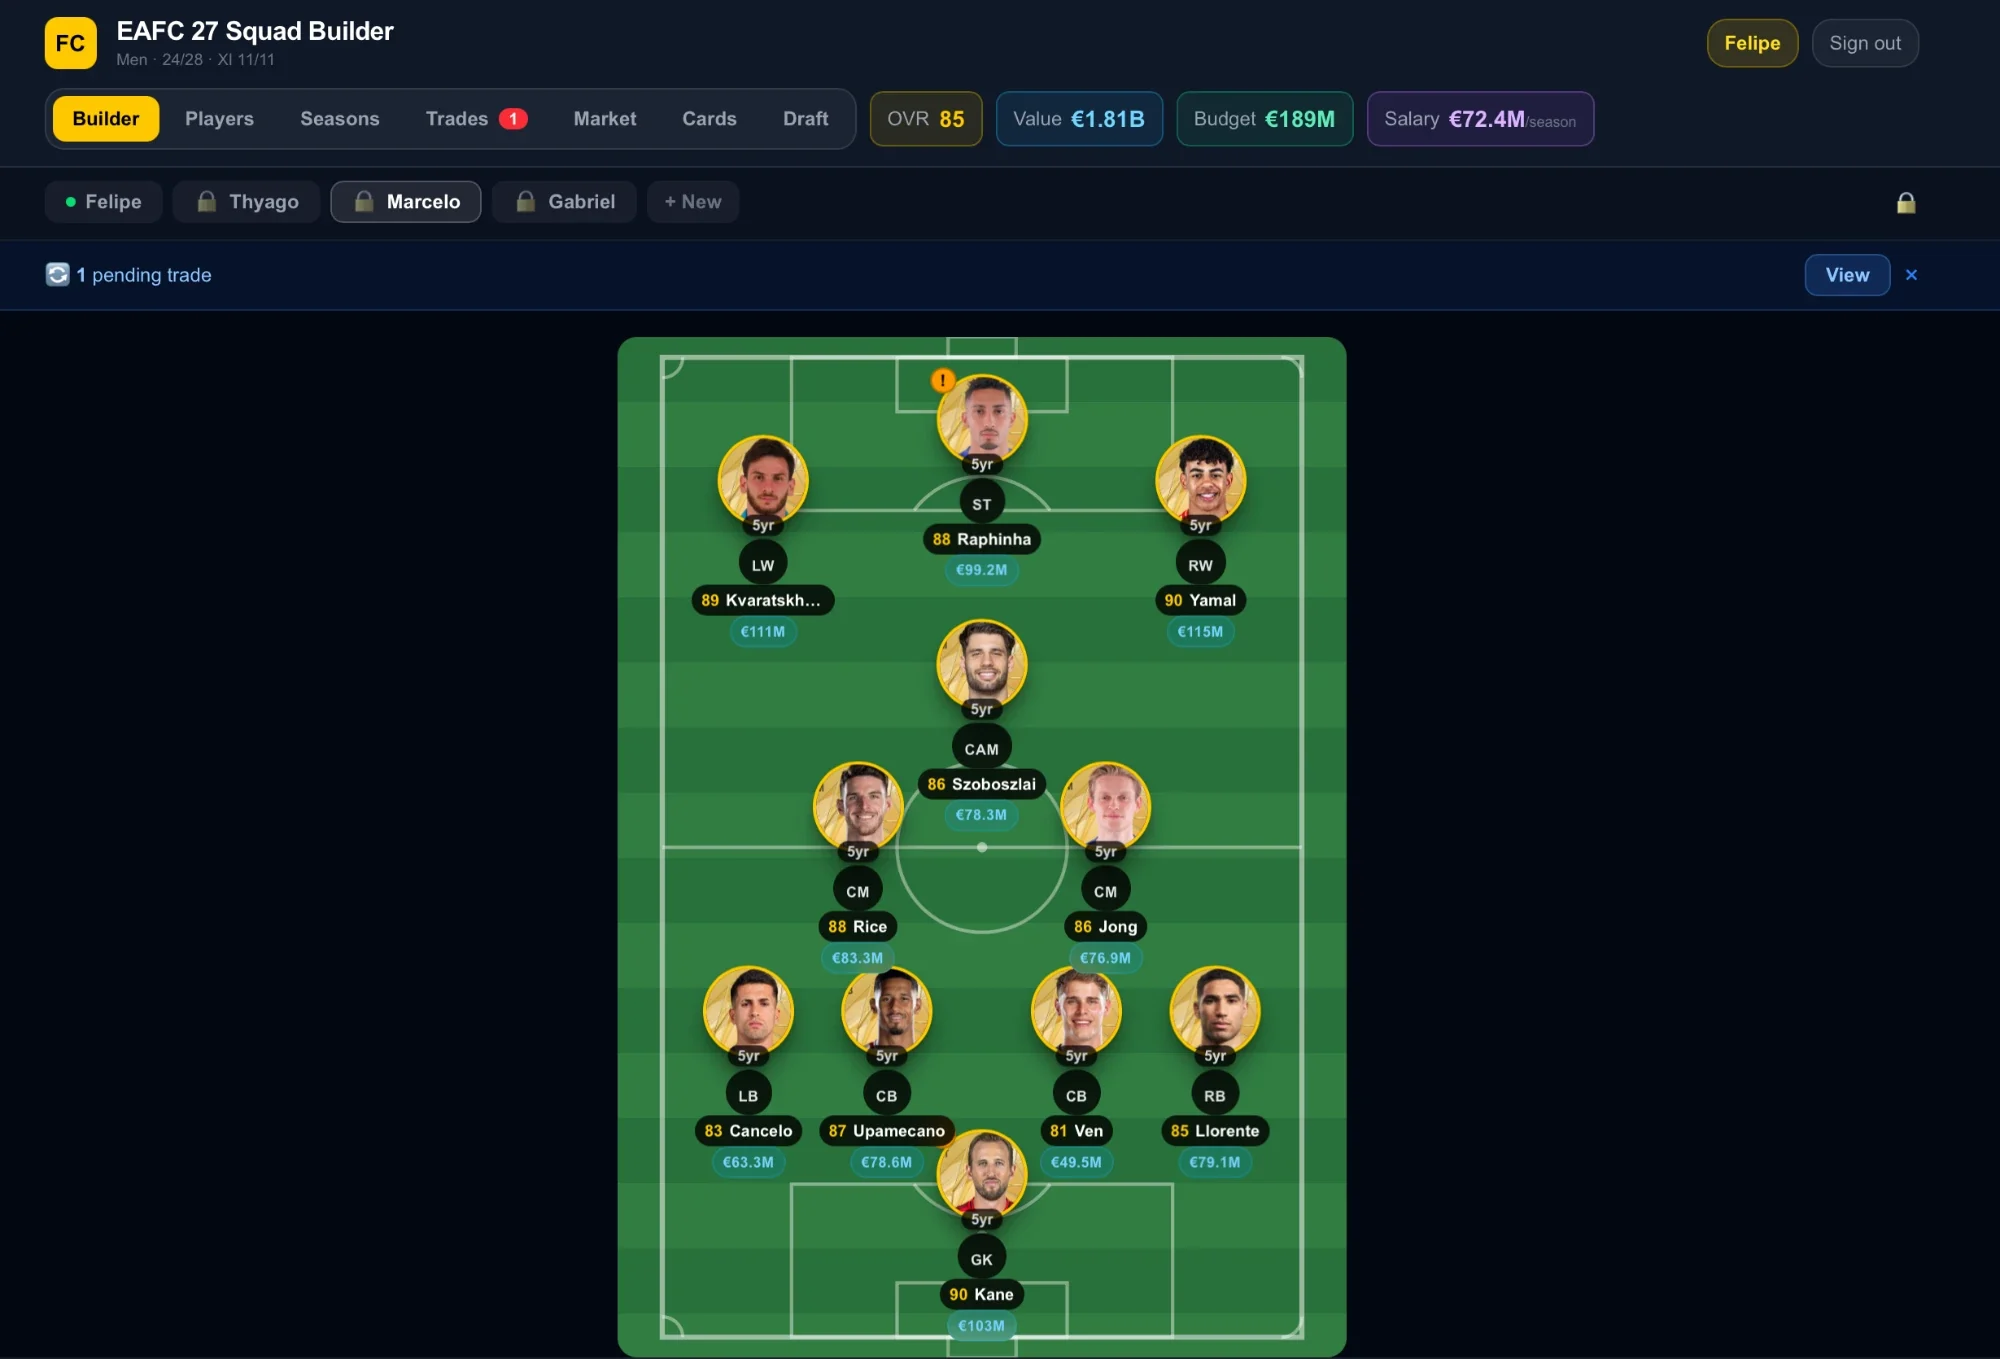 FC
EAFC 27 Squad Builder
Men · 24/28 · XI 11/11
Felipe
Sign out
Builder
Players
Seasons
Trades 1
Market
Cards
Draft
OVR 85
Value €1.81B
Budget €189M
Salary €72.4M/season
Felipe
Thyago
Marcelo
Gabriel
+ New
1 pending trade
View
×
!
5yr
ST
88 Raphinha
€99.2M
5yr
LW
89 Kvaratskh...
€111M
5yr
RW
90 Yamal
€115M
5yr
CAM
86 Szoboszlai
€78.3M
5yr
CM
88 Rice
€83.3M
5yr
CM
86 Jong
€76.9M
5yr
LB
83 Cancelo
€63.3M
5yr
CB
87 Upamecano
€78.6M
5yr
CB
81 Ven
€49.5M
5yr
RB
85 Llorente
€79.1M
5yr
GK
90 Kane
€103M